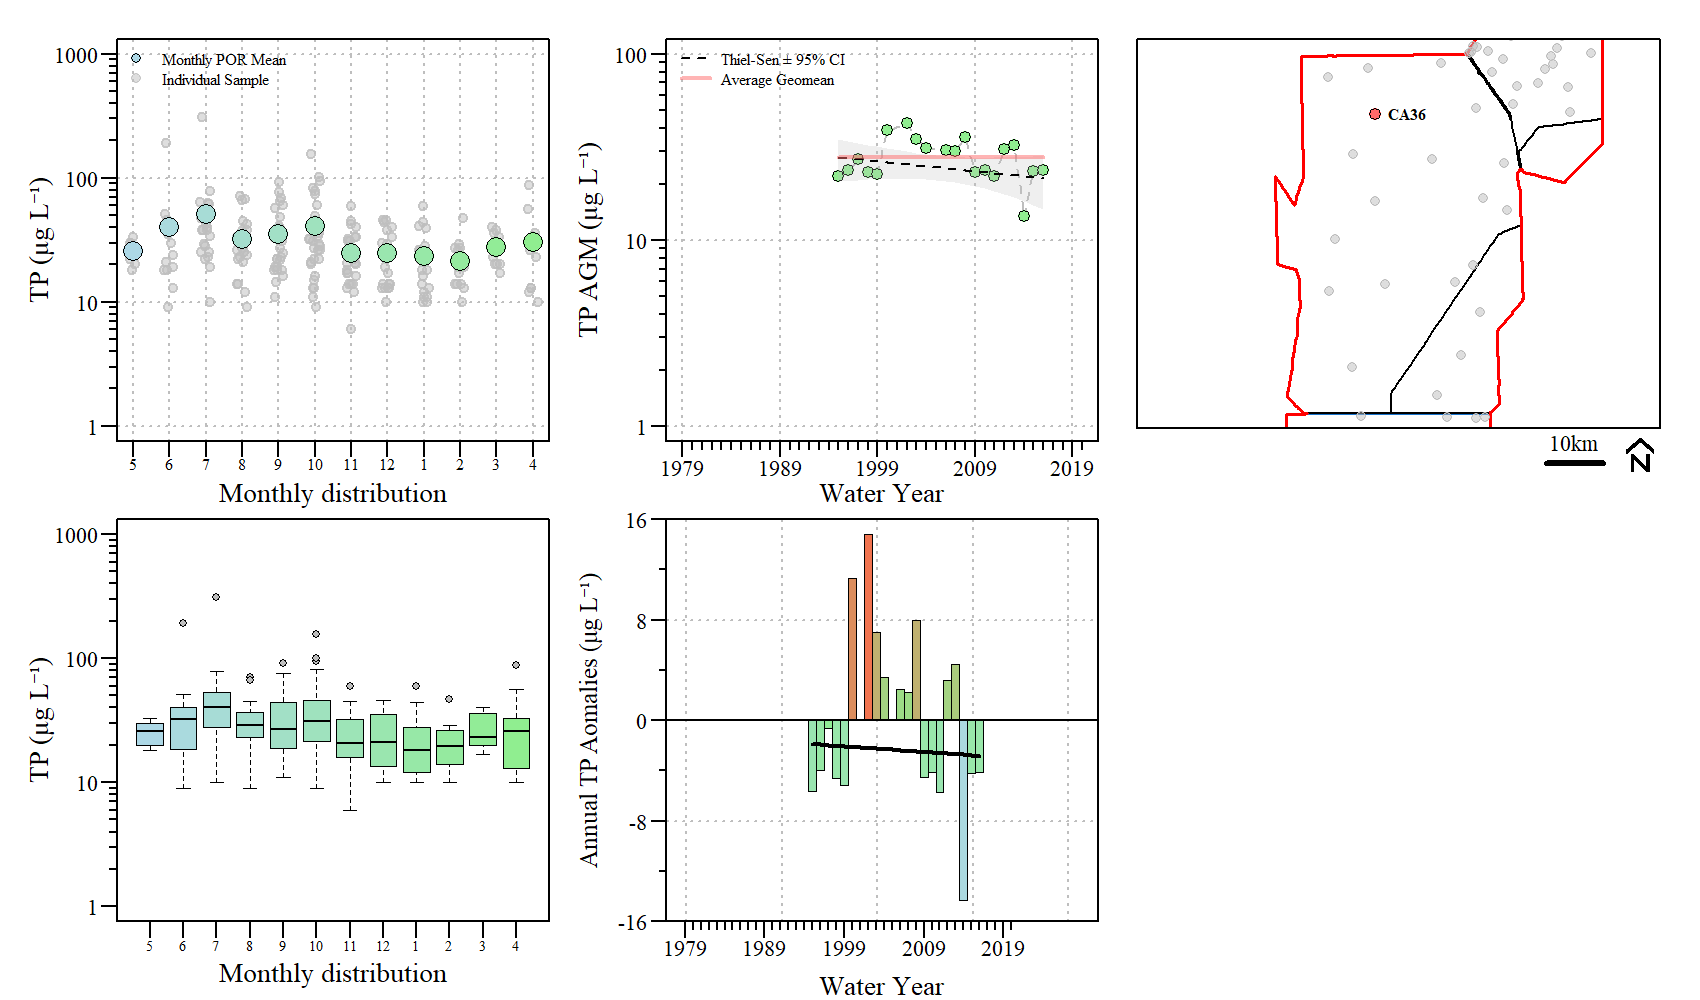 1000
100
10
1
TP (µg L⁻¹)
Monthly POR Mean
Individual Sample
5 6 7 8 9 10 11 12 1 2 3 4
Monthly distribution
100
10
1
TP AGM (µg L⁻¹)
Thiel-Sen ± 95% CI
Average Geomean
1979 1989 1999 2009 2019
Water Year
CA36
10km
N
1000
100
10
1
TP (µg L⁻¹)
5 6 7 8 9 10 11 12 1 2 3 4
Monthly distribution
16
8
0
-8
-16
Annual TP Aomalies (µg L⁻¹)
1979 1989 1999 2009 2019
Water Year